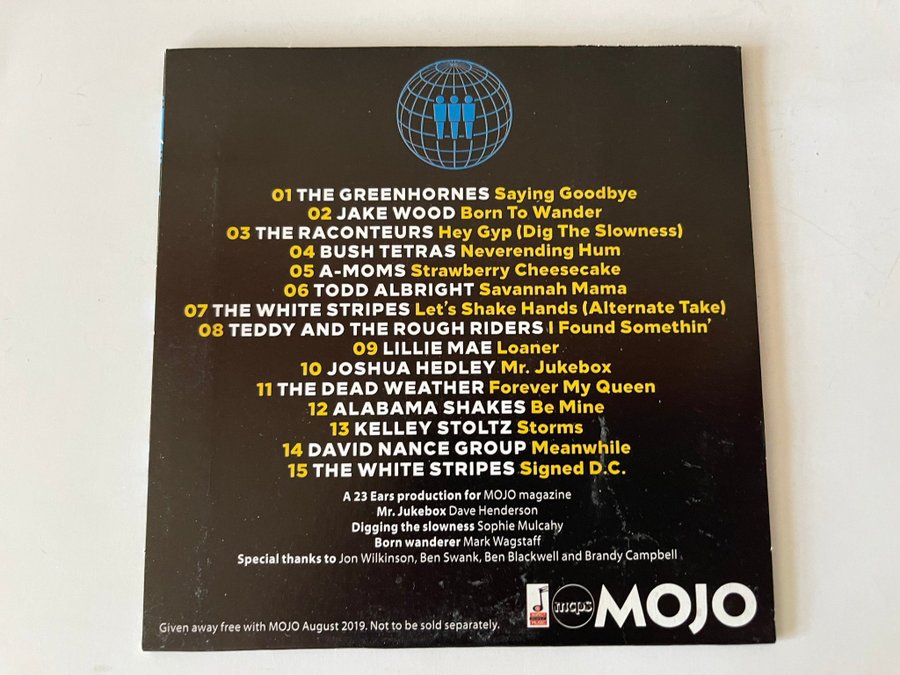 01 THE GREENHORNES Saying Goodbye
02 JAKE WOOD Born To Wander
03 THE RACONTEURS Hey Gyp (Dig The Slowness)
04 BUSH TETRAS Neverending Hum
05 A-MOMS Strawberry Cheesecake
06 TODD ALBRIGHT Savannah Mama
07 THE WHITE STRIPES Let's Shake Hands (Alternate Take)
08 TEDDY AND THE ROUGH RIDERS I Found Somethin'
09 LILLIE MAE Loaner
10 JOSHUA HEDLEY Mr. Jukebox
11 THE DEAD WEATHER Forever My Queen
12 ALABAMA SHAKES Be Mine
13 KELLEY STOLTZ Storms
14 DAVID NANCE GROUP Meanwhile
15 THE WHITE STRIPES Signed D.C.
A 23 Ears production for MOJO magazine
Mr. Jukebox Dave Henderson
Digging the slowness Sophie Mulcahy
Born wanderer Mark Wagstaff
Special thanks to Jon Wilkinson, Ben Swank, Ben Blackwell and Brandy Campbell
mcps MOJO
Given away free with MOJO August 2019. Not to be sold separately.